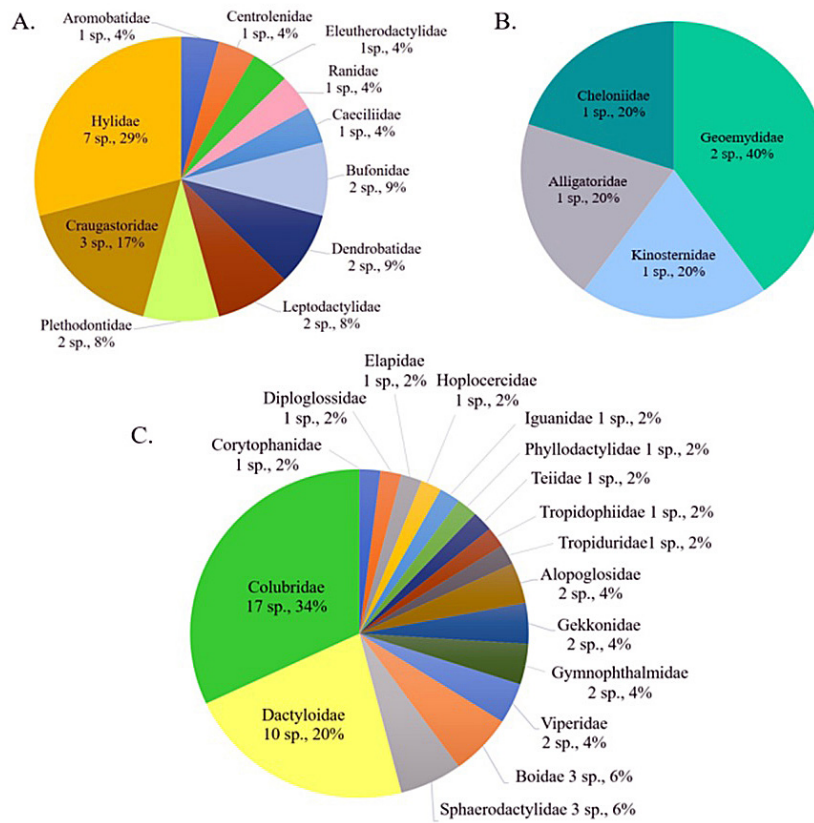 A.
Aromobatidae
1 sp., 4%
Centrolenidae
1 sp., 4%
Eleutherodactylidae
1sp., 4%
Ranidae
1 sp., 4%
Caeciliidae
1 sp., 4%
Bufonidae
2 sp., 9%
Dendrobatidae
2 sp., 9%
Leptodactylidae
2 sp., 8%
Plethodontidae
2 sp., 8%
Craugastoridae
3 sp., 17%
Hylidae
7 sp., 29%
B.
Cheloniidae
1 sp., 20%
Geoemydidae
2 sp., 40%
Alligatoridae
1 sp., 20%
Kinosternidae
1 sp., 20%
C.
Corytophanidae
1 sp., 2%
Diploglossidae
1 sp., 2%
Elapidae
1 sp., 2%
Hoplocercidae
1 sp., 2%
Iguanidae 1 sp., 2%
Phyllodactylidae 1 sp., 2%
Teiidae 1 sp., 2%
Tropidophiidae 1 sp., 2%
Tropiduridae1 sp., 2%
Alopoglosidae
2 sp., 4%
Gekkonidae
2 sp., 4%
Gymnophthalmidae
2 sp., 4%
Viperidae
2 sp., 4%
Boidae 3 sp., 6%
Sphaerodactylidae 3 sp., 6%
Dactyloidae
10 sp., 20%
Colubridae
17 sp., 34%